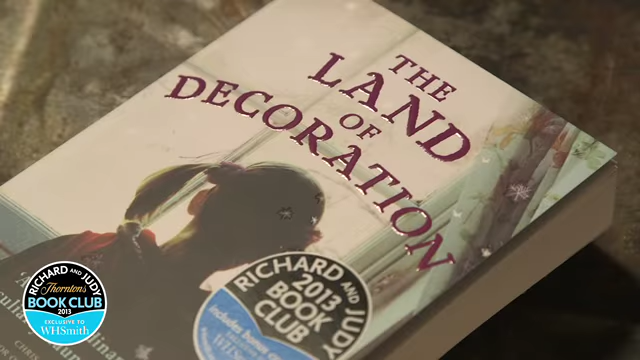 THE
LAND
OF
DECORATION
RICHARD AND JUDY
2013
BOOK
CLUB
RICHARD AND JUDY
Thorntons
BOOK CLUB
2013
EXCLUSIVE TO
WHSmith